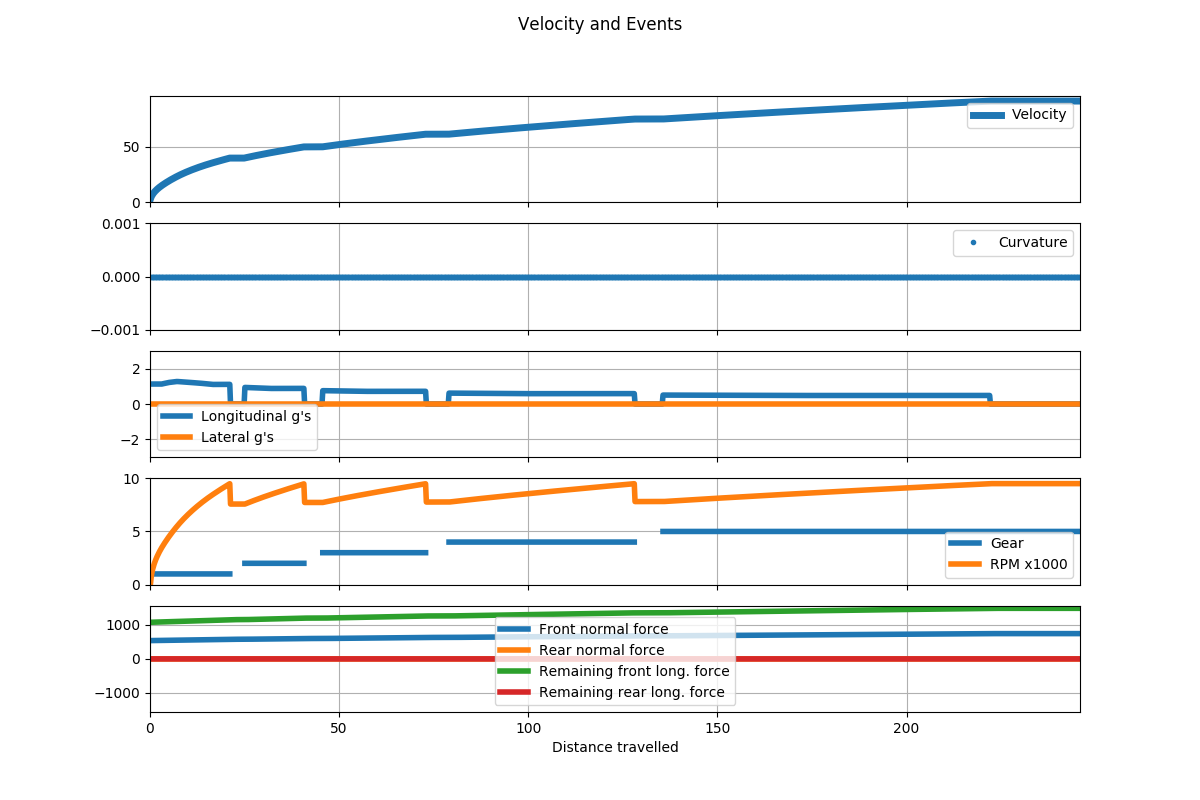 Velocity and Events
50
0
Velocity
0.001
0.000
−0.001
Curvature
2
0
−2
Longitudinal g's
Lateral g's
10
5
0
Gear
RPM x1000
1000
0
−1000
Front normal force
Rear normal force
Remaining front long. force
Remaining rear long. force
0 50 100 150 200
Distance travelled